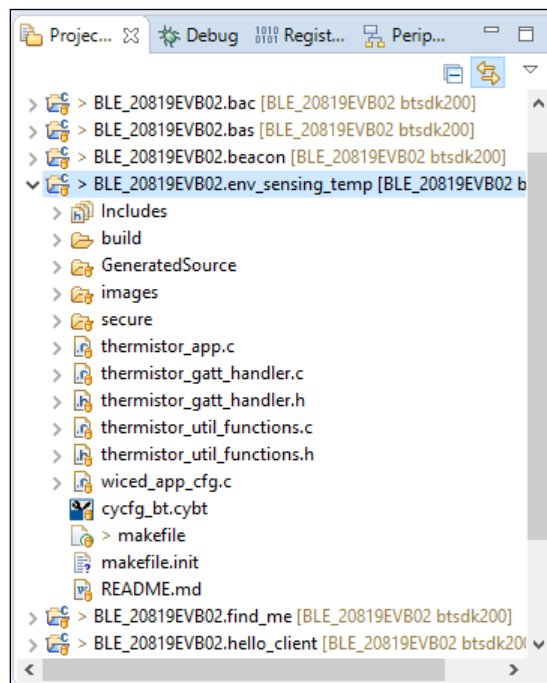 Projec... Debug Regist... Perip...
> BLE_20819EVB02.bac [BLE_20819EVB02 btsdk200]
> BLE_20819EVB02.bas [BLE_20819EVB02 btsdk200]
> BLE_20819EVB02.beacon [BLE_20819EVB02 btsdk200]
> BLE_20819EVB02.env_sensing_temp [BLE_20819EVB02 b
Includes
build
GeneratedSource
images
secure
thermistor_app.c
thermistor_gatt_handler.c
thermistor_gatt_handler.h
thermistor_util_functions.c
thermistor_util_functions.h
wiced_app_cfg.c
cycfg_bt.cybt
> makefile
makefile.init
README.md
> BLE_20819EVB02.find_me [BLE_20819EVB02 btsdk200]
> BLE_20819EVB02.hello_client [BLE_20819EVB02 btsdk20